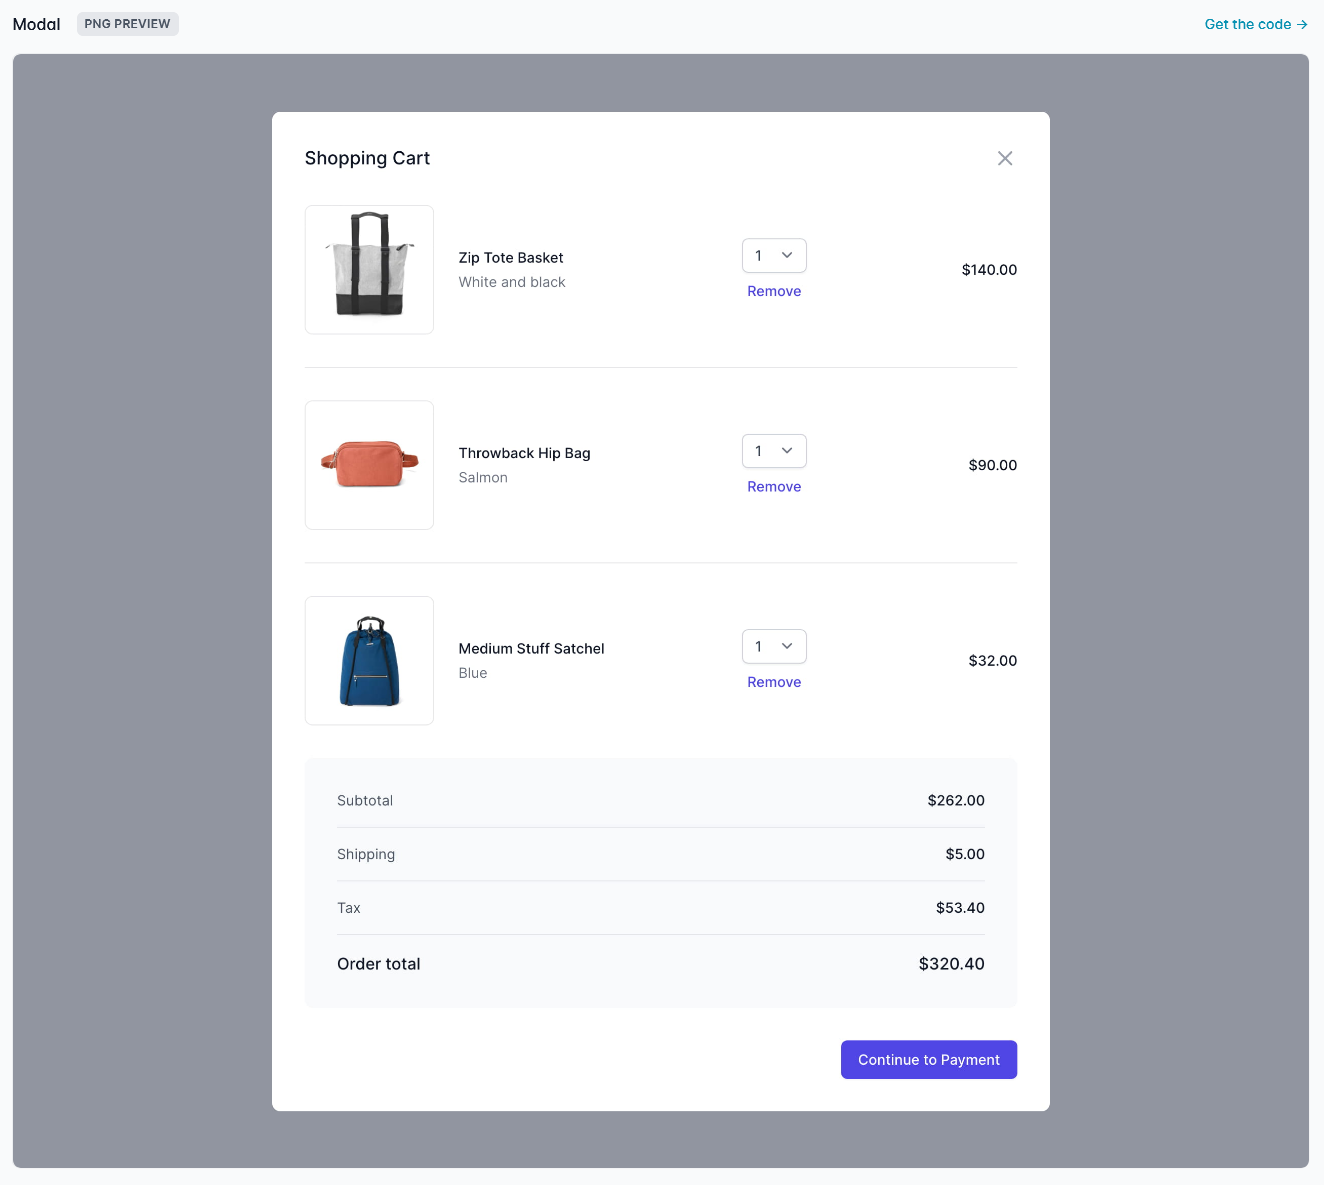 Modal
PNG PREVIEW
Get the code →
Shopping Cart
Zip Tote Basket
White and black
1
Remove
$140.00
Throwback Hip Bag
Salmon
1
Remove
$90.00
Medium Stuff Satchel
Blue
1
Remove
$32.00
Subtotal $262.00
Shipping $5.00
Tax $53.40
Order total $320.40
Continue to Payment